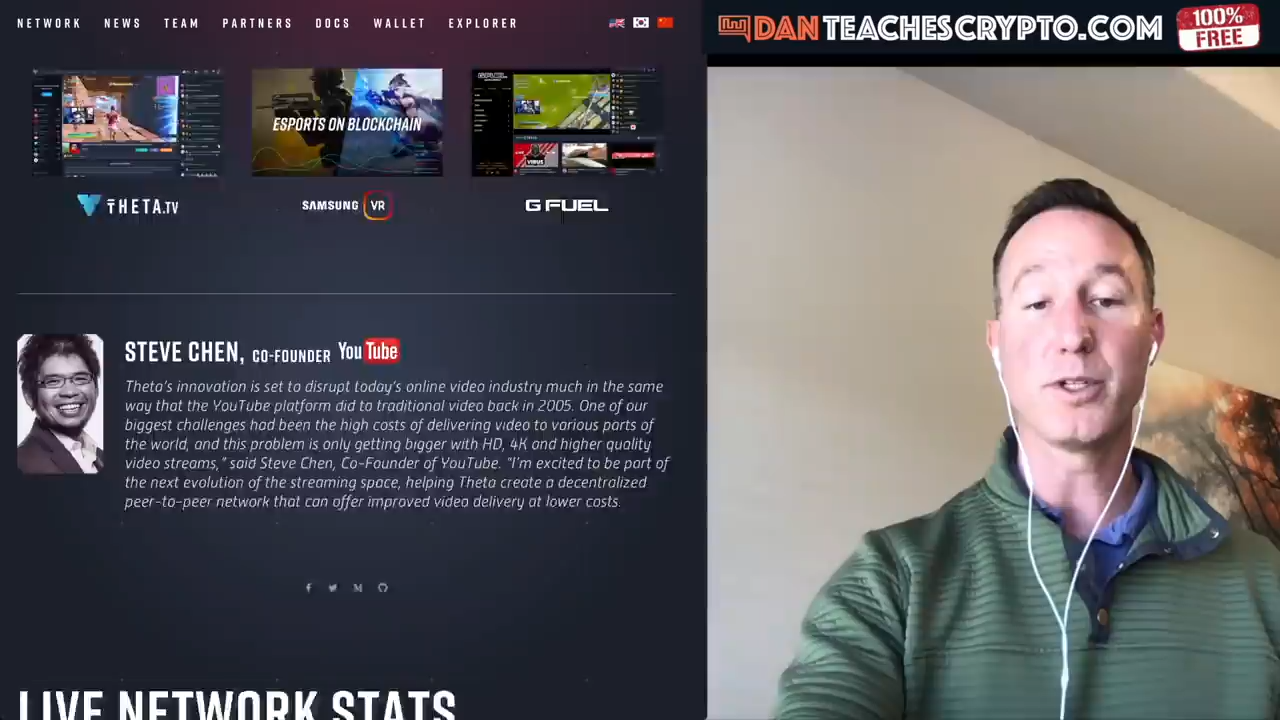 NETWORK NEWS TEAM PARTNERS DOCS WALLET EXPLORER
DANTEACHESCRYPTO.COM
100%
FREE
ESPORTS ON BLOCKCHAIN
THETA.TV
SAMSUNG VR
G FUEL
STEVE CHEN, CO-FOUNDER YouTube
Theta's innovation is set to disrupt today's online video industry much in the same
way that the YouTube platform did to traditional video back in 2005. One of our
biggest challenges had been the high costs of delivering video to various parts of
the world, and this problem is only getting bigger with HD, 4K and higher quality
video streams," said Steve Chen, Co-Founder of YouTube. "I'm excited to be part of
the next evolution of the streaming space, helping Theta create a decentralized
peer-to-peer network that can offer improved video delivery at lower costs.
LIVE NETWORK STATS